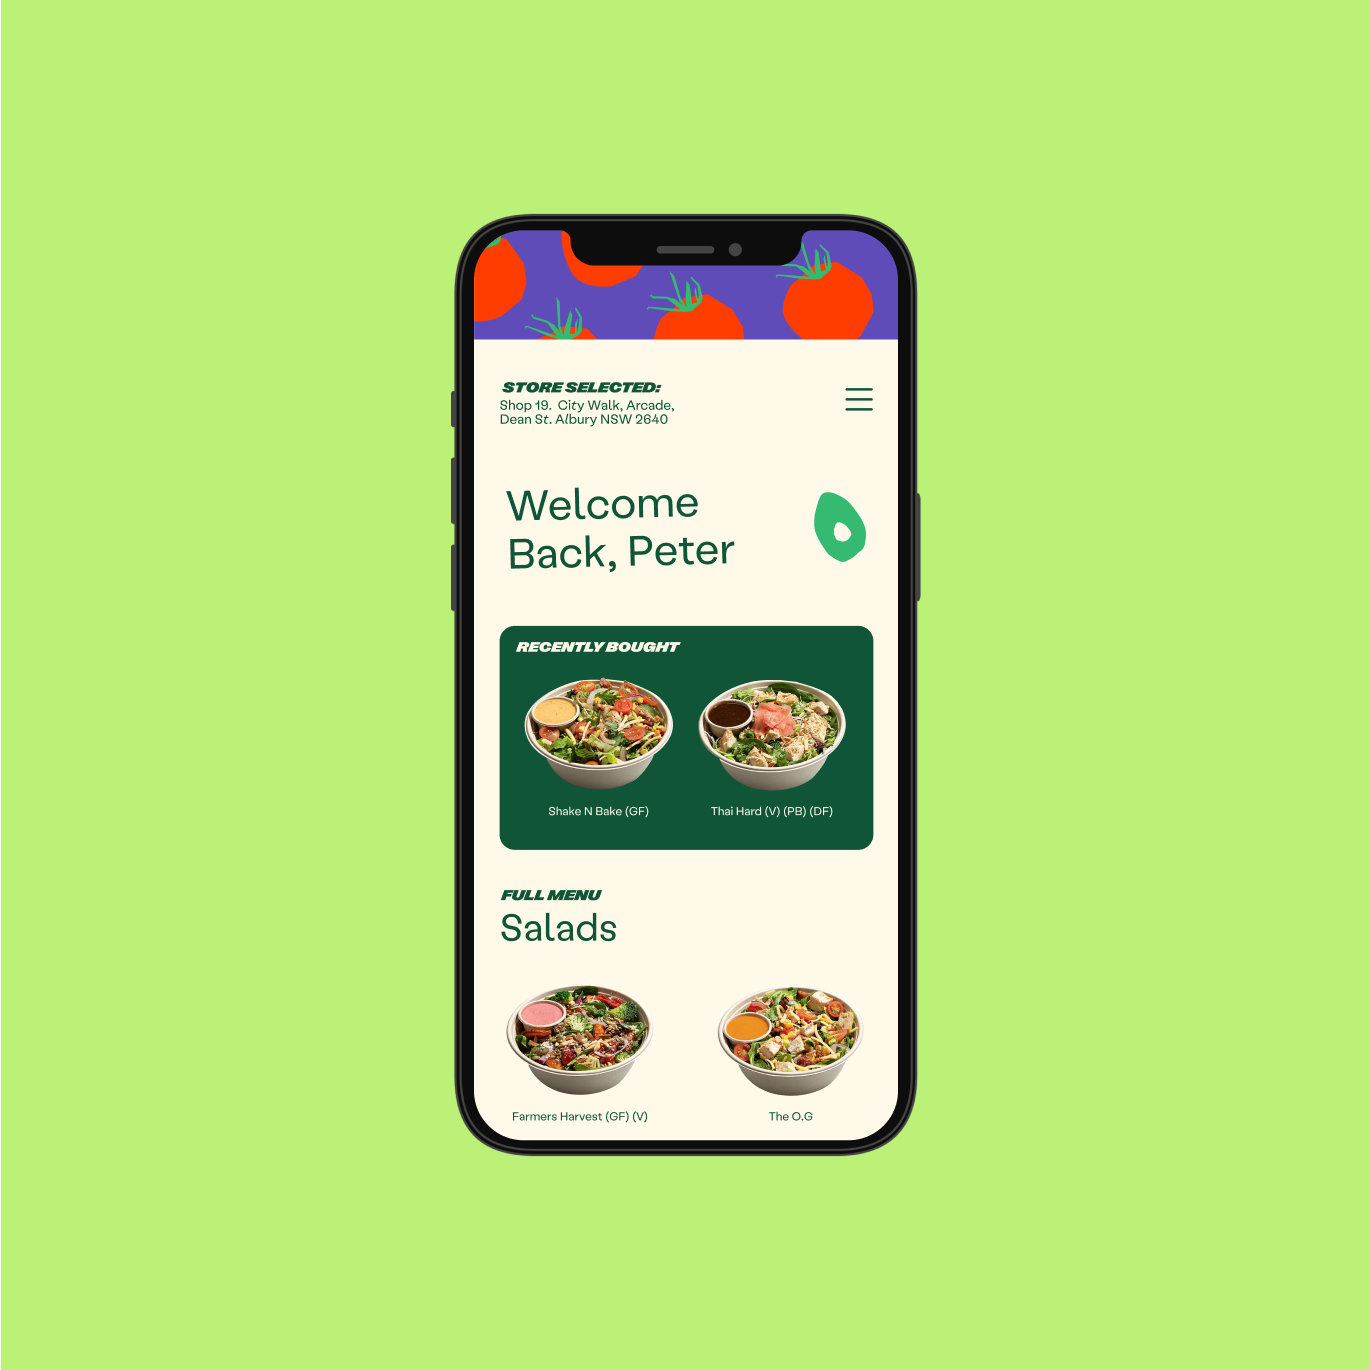 STORE SELECTED:
Shop 19.  City Walk, Arcade,
Dean St. Albury NSW 2640
Welcome
Back, Peter
RECENTLY BOUGHT
Shake N Bake (GF)
Thai Hard (V) (PB) (DF)
FULL MENU
Salads
Farmers Harvest (GF) (V)
The O.G